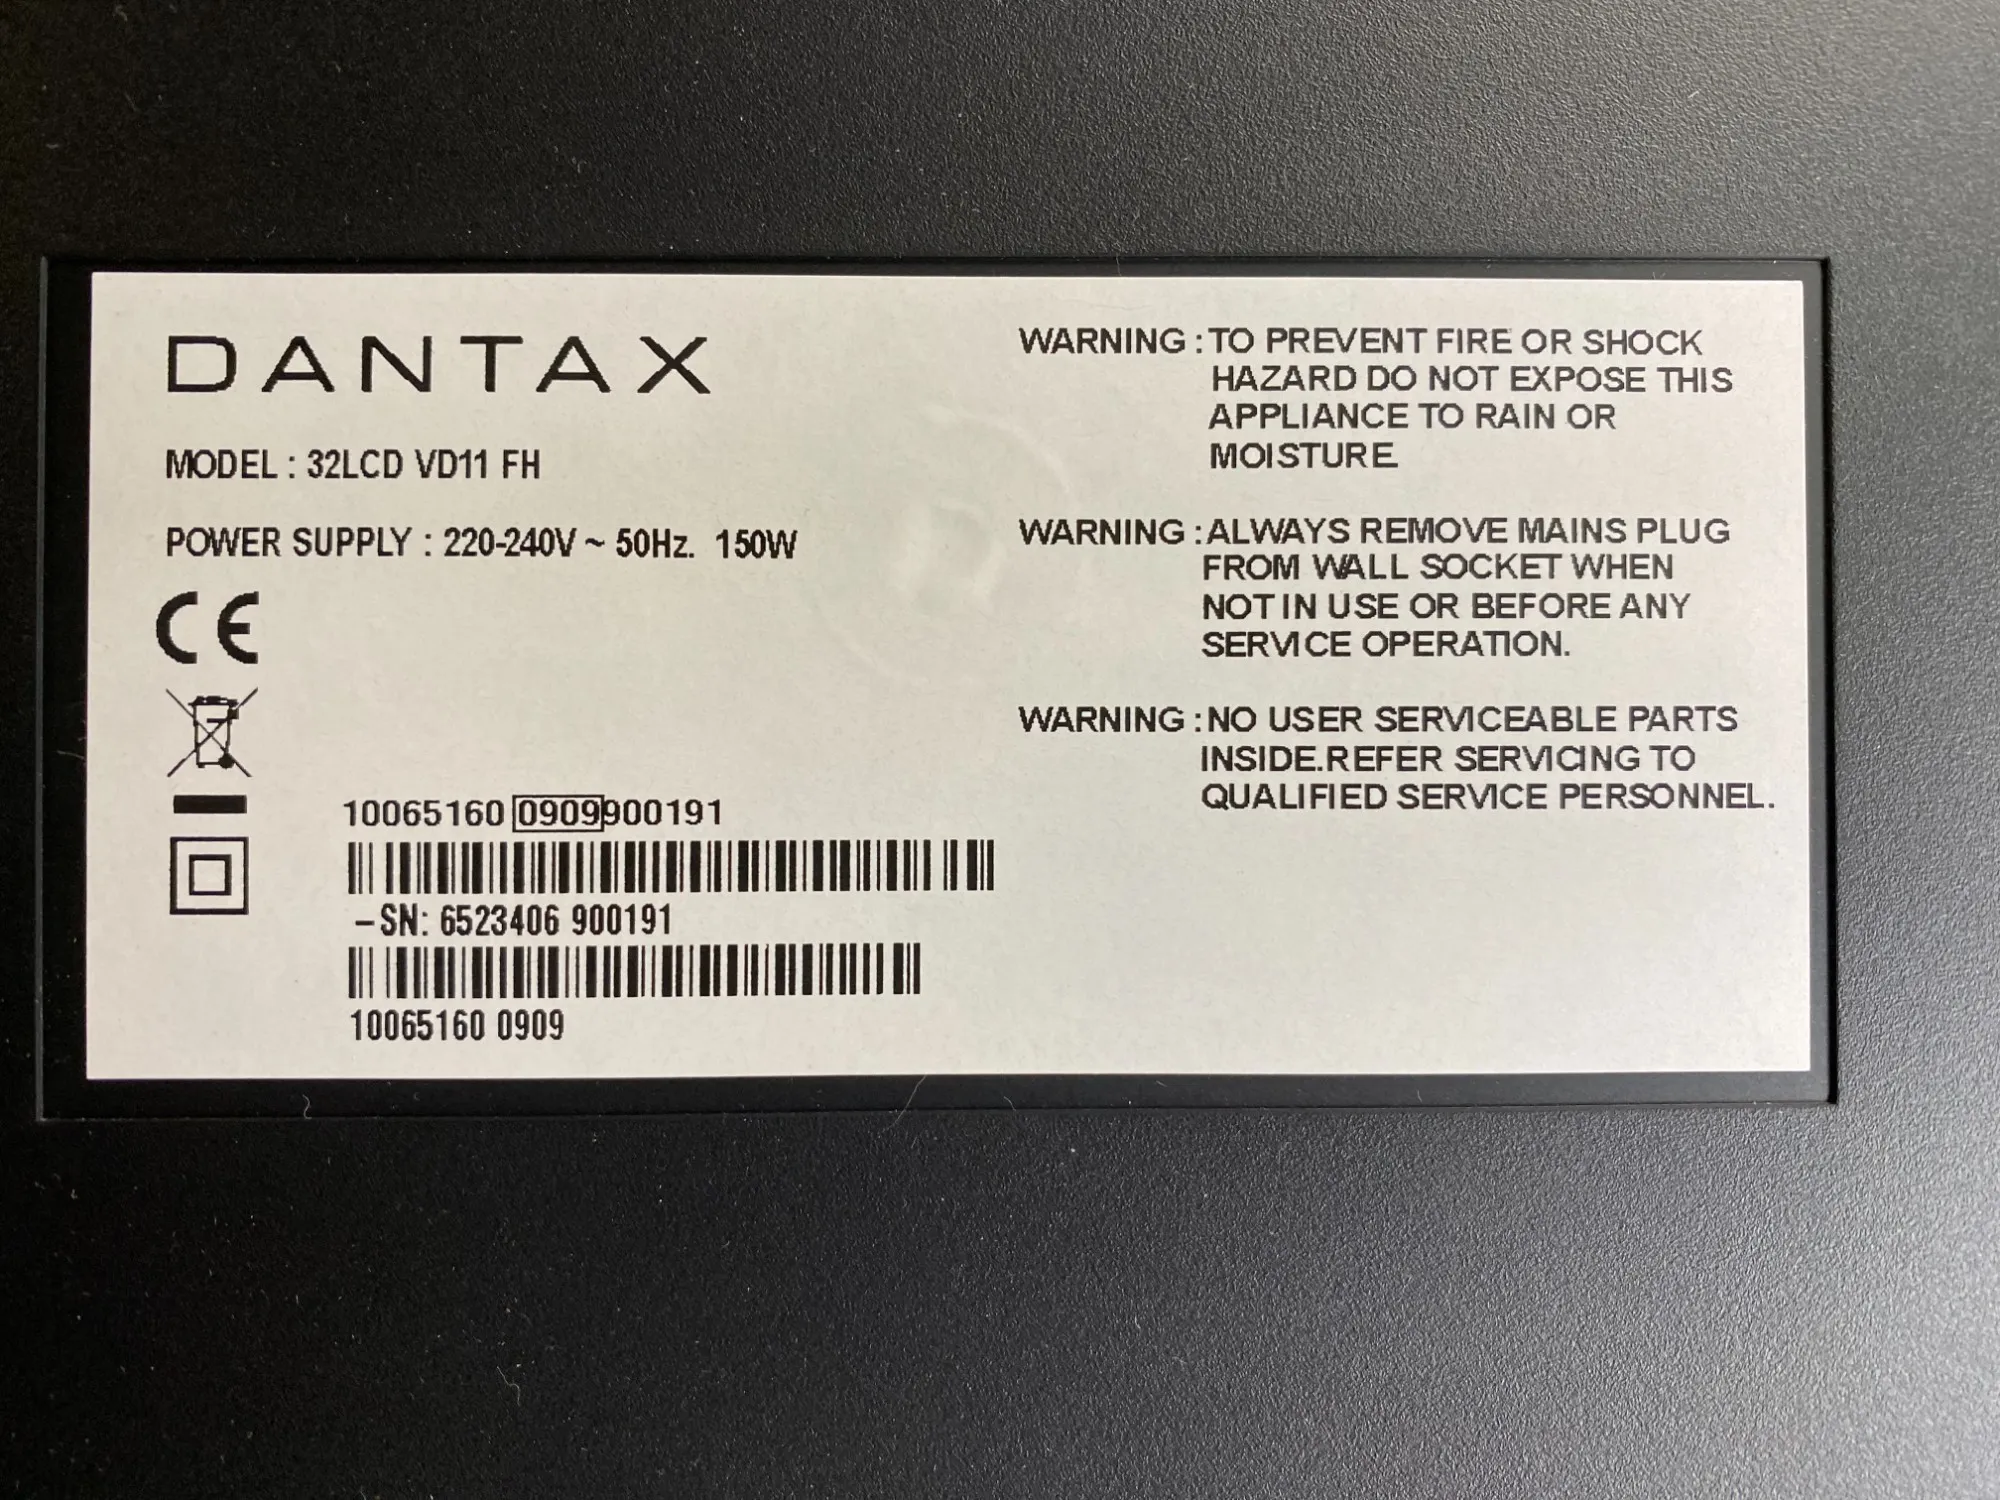 DANTAX
MODEL : 32LCD VD11 FH
POWER SUPPLY : 220-240V ~ 50Hz. 150W
CE
10065160 0909900191
-SN: 6523406 900191
10065160 0909
WARNING : TO PREVENT FIRE OR SHOCK
HAZARD DO NOT EXPOSE THIS
APPLIANCE TO RAIN OR
MOISTURE
WARNING : ALWAYS REMOVE MAINS PLUG
FROM WALL SOCKET WHEN
NOT IN USE OR BEFORE ANY
SERVICE OPERATION.
WARNING : NO USER SERVICEABLE PARTS
INSIDE.REFER SERVICING TO
QUALIFIED SERVICE PERSONNEL.